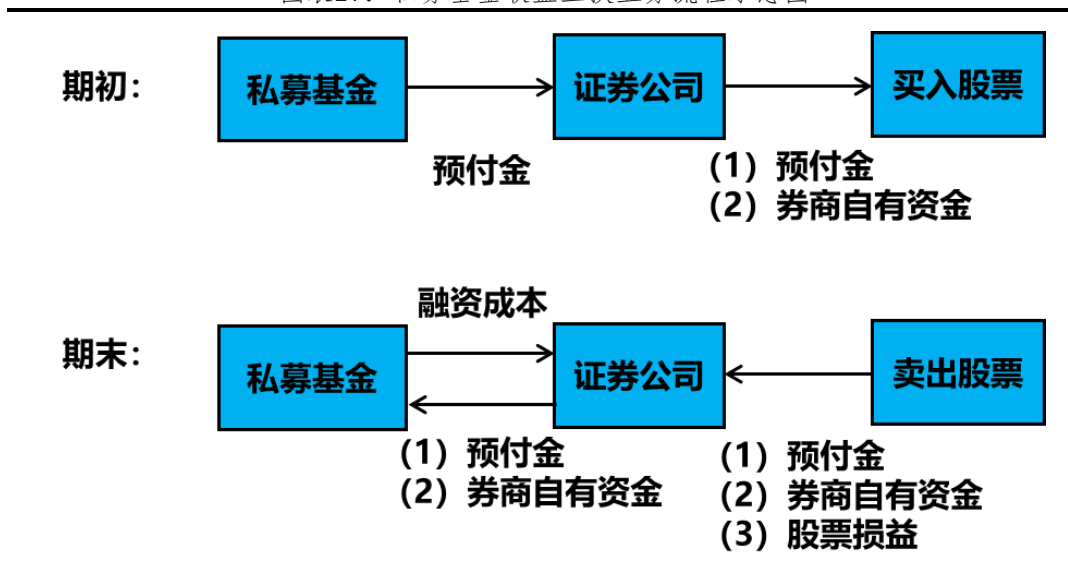 期初：
私募基金
证券公司
买入股票
预付金
（1）预付金
（2）券商自有资金
融资成本
期末：
私募基金
证券公司
卖出股票
（1）预付金
（2）券商自有资金
（1）预付金
（2）券商自有资金
（3）股票损益